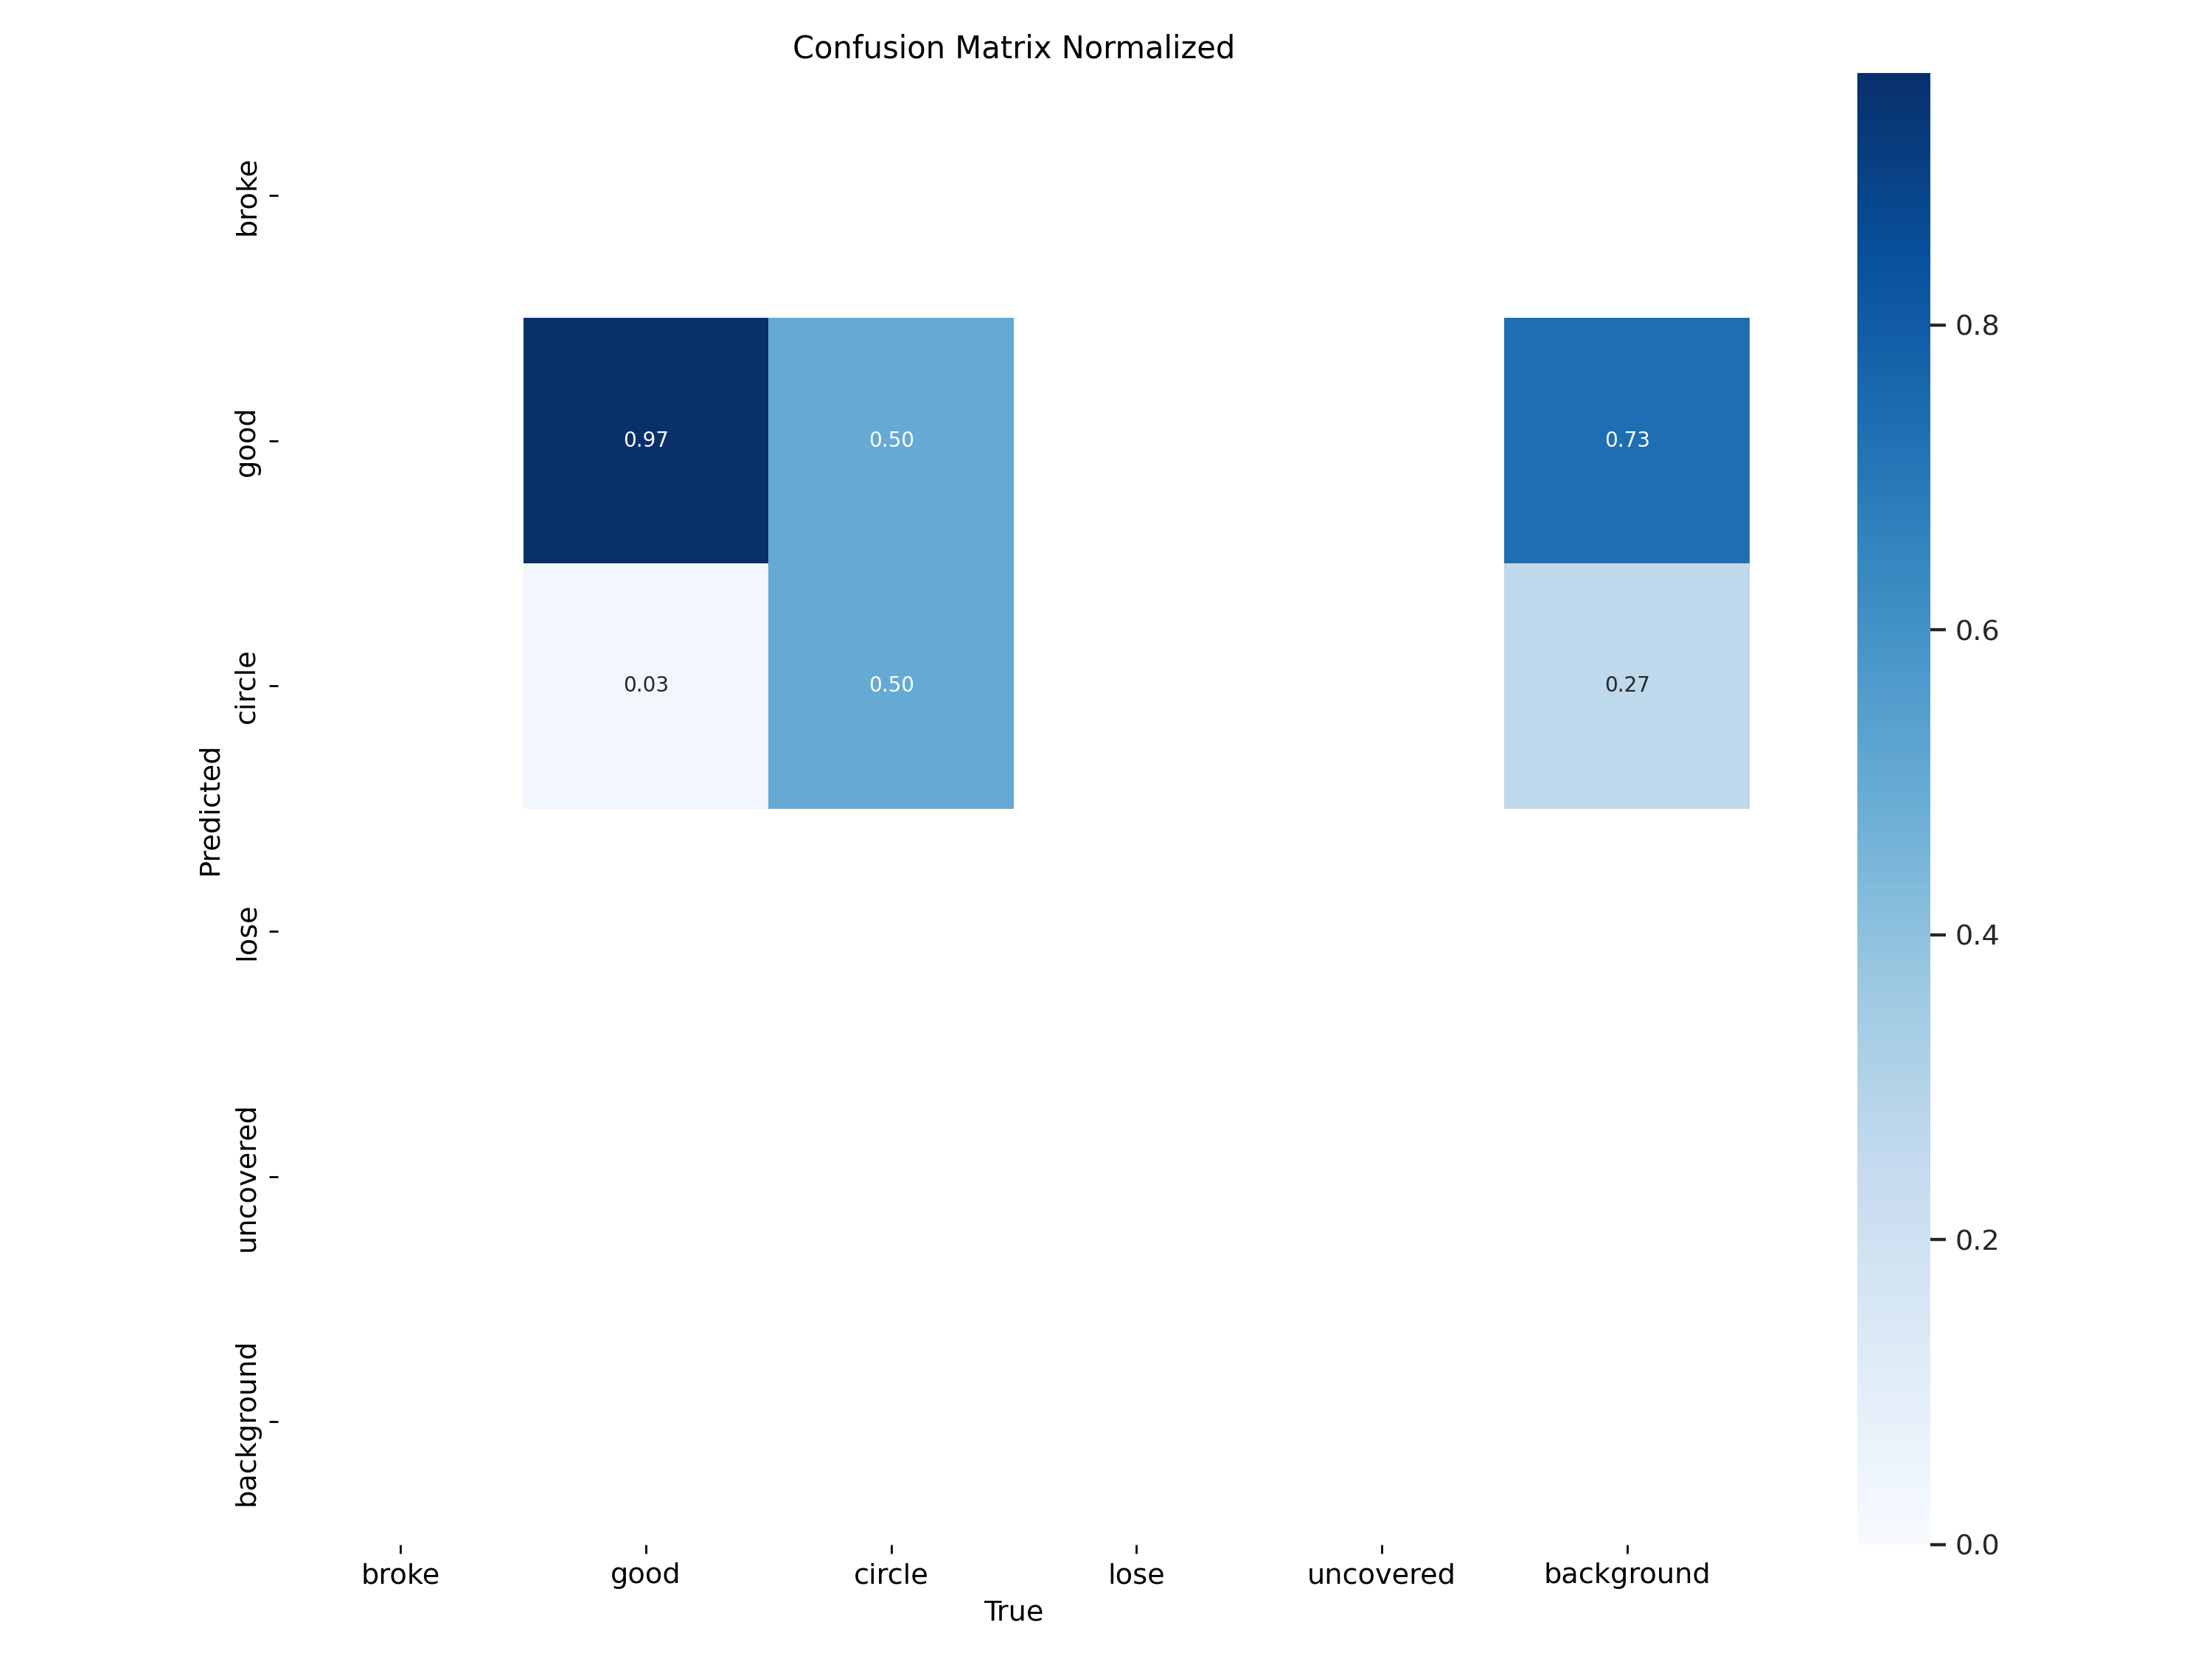 Confusion Matrix Normalized
broke
good
circle
lose
uncovered
background
Predicted
0.97
0.50
0.73
0.03
0.50
0.27
broke
good
circle
lose
uncovered
background
True
0.8
0.6
0.4
0.2
0.0